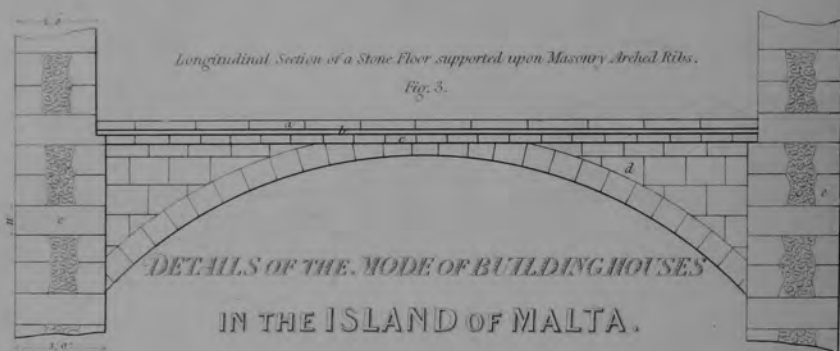 Longitudinal Section of a Stone Floor supported upon Masonry Arched Ribs.
Fig. 3.
a
b
c
d
e
e
DETAILS OF THE MODE OF BUILDING HOUSES
IN THE ISLAND OF MALTA.